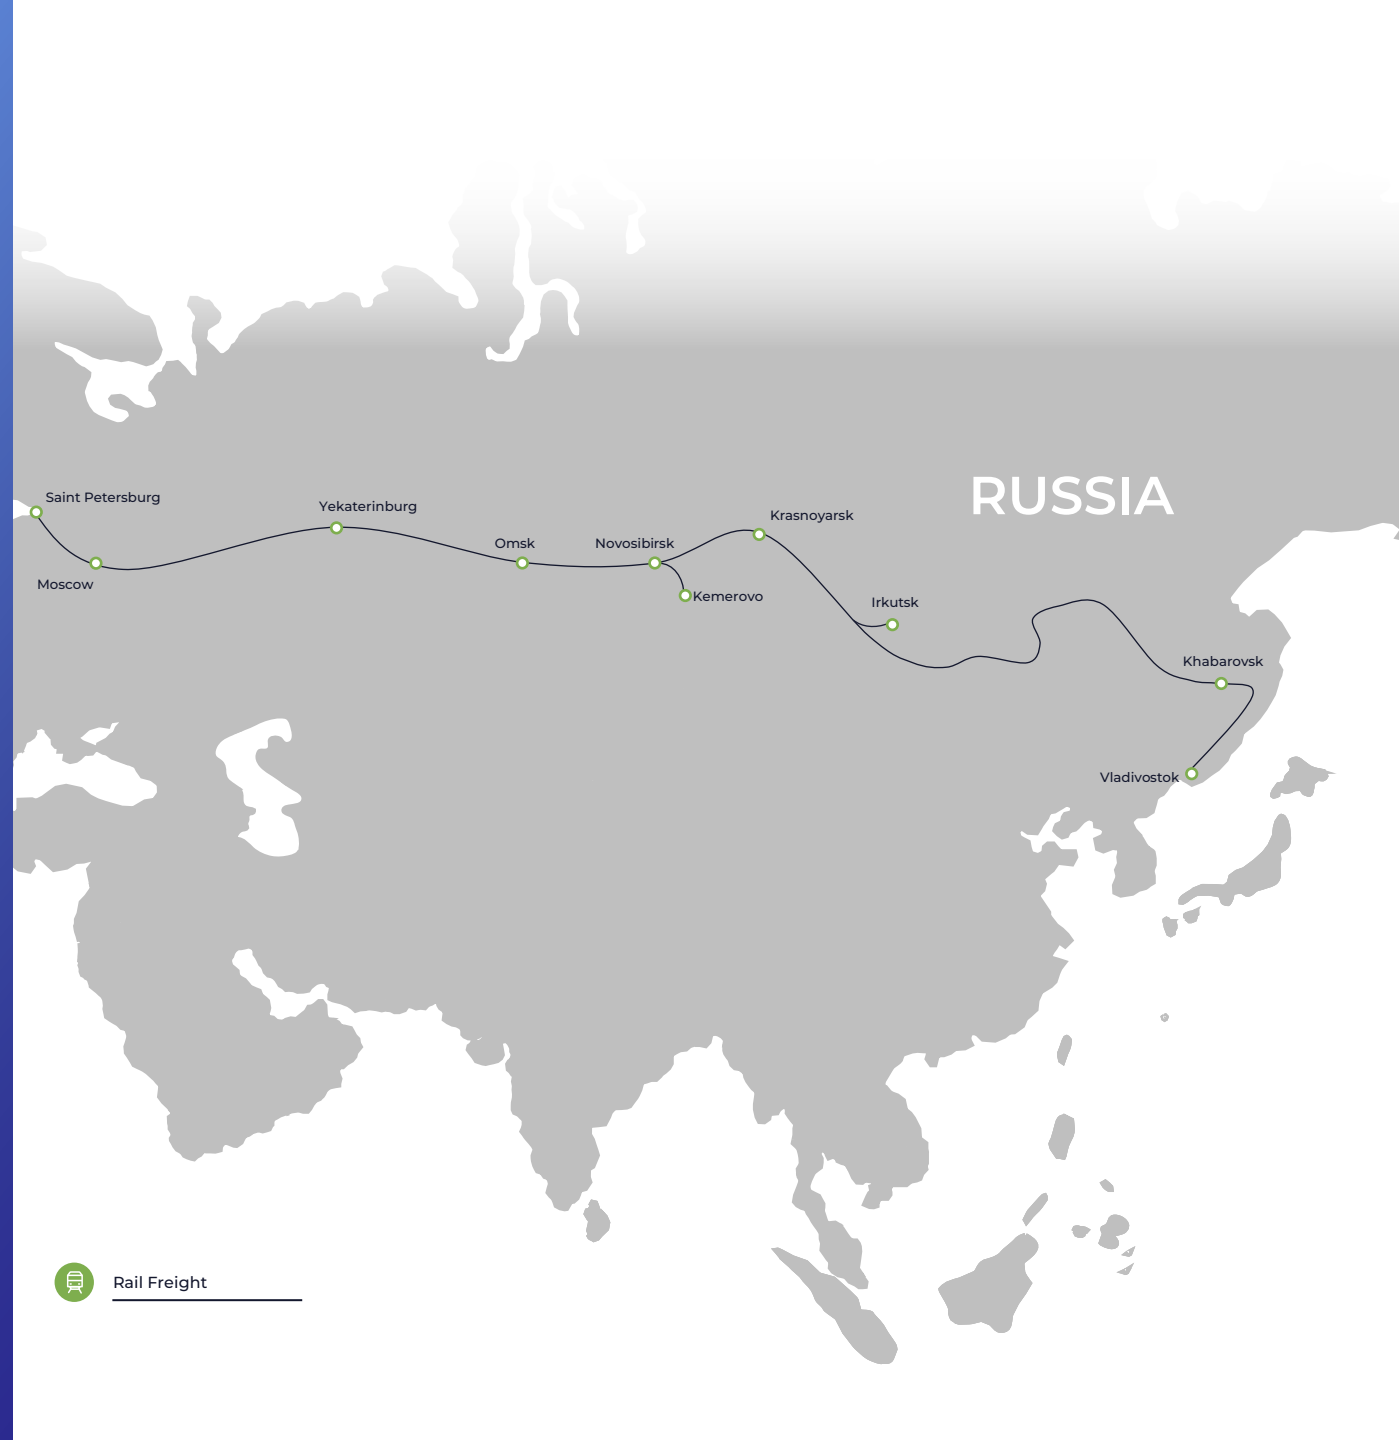 RUSSIA
Saint Petersburg
Yekaterinburg
Krasnoyarsk
Omsk
Novosibirsk
Moscow
Kemerovo
Irkutsk
Khabarovsk
Vladivostok
Rail Freight